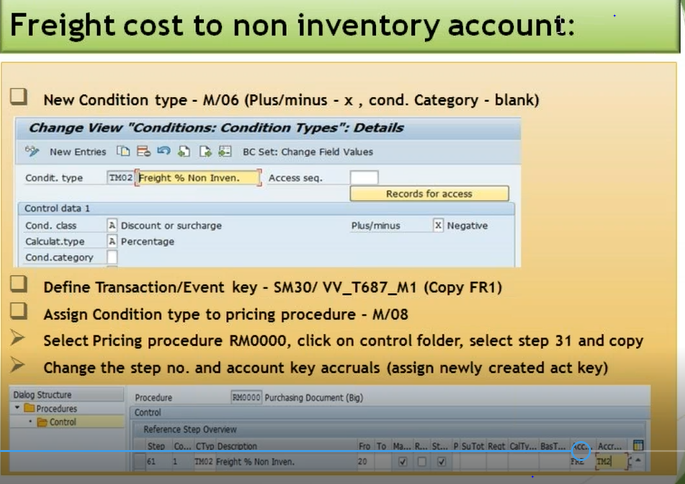 Freight cost to non inventory account:
New Condition type - M/06 (Plus/minus - x , cond. Category - blank)
Change View "Conditions: Condition Types": Details
New Entries BC Set: Change Field Values
Condit. type TM02 Freight % Non Inven. Access seq.
Records for access
Control data 1
Cond. class A Discount or surcharge Plus/minus X Negative
Calculat.type A Percentage
Cond.category
Define Transaction/Event key - SM30/ VV_T687_M1 (Copy FR1)
Assign Condition type to pricing procedure - M/08
Select Pricing procedure RM0000, click on control folder, select step 31 and copy
Change the step no. and account key accruals (assign newly created act key)
Dialog Structure Procedure RM0000 Purchasing Document (Big)
Procedures Control
Control Reference Step Overview
Step Co... CTyp Description Fro To Ma... R... St... P SuTot Reqt CalTy... BasT... Acc... Accr...
61 1 TM02 Freight % Non Inven. 20 TM2